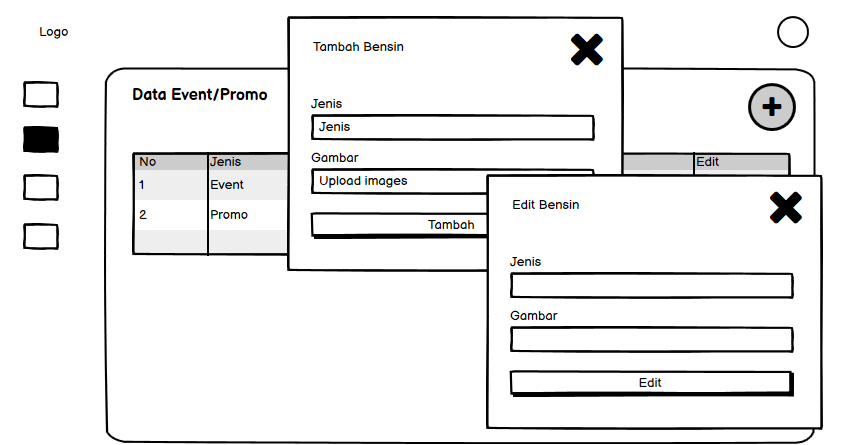 Logo
Data Event/Promo
No Jenis Edit
1 Event
2 Promo
Tambah Bensin
Jenis
Jenis
Gambar
Upload images
Tambah
Edit Bensin
Jenis
Gambar
Edit